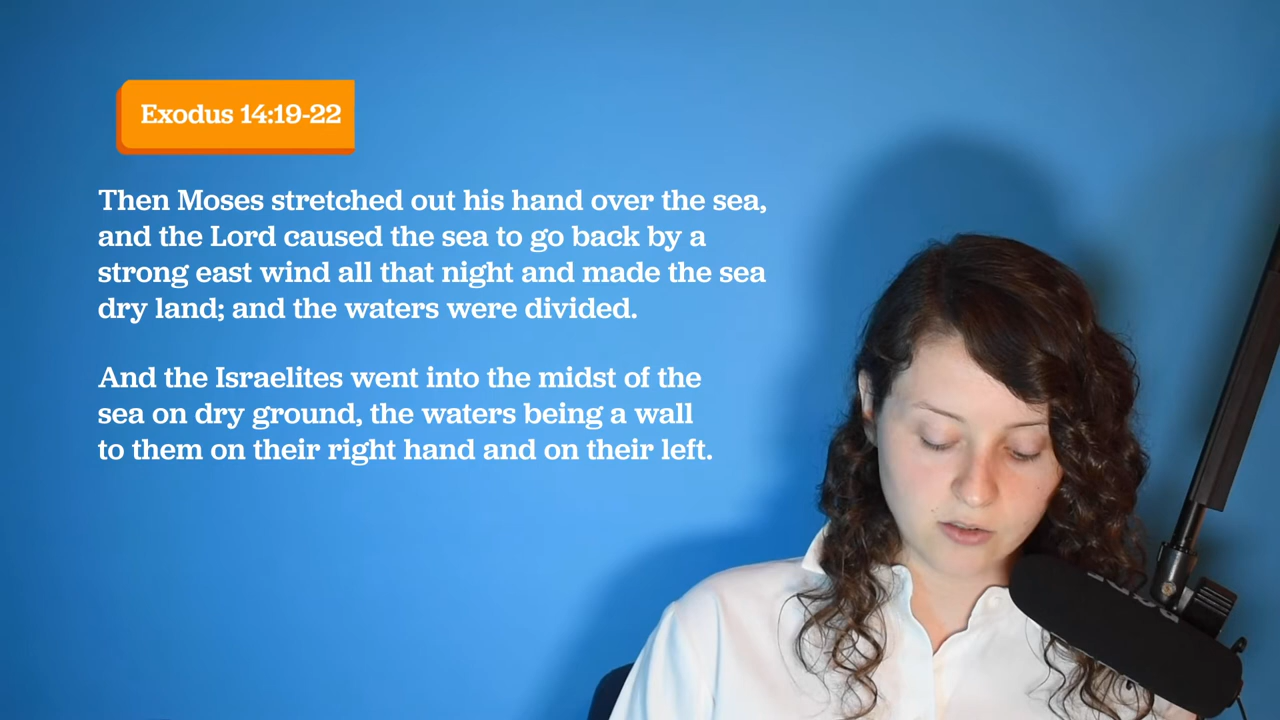 Exodus 14:19-22
Then Moses stretched out his hand over the sea,
and the Lord caused the sea to go back by a
strong east wind all that night and made the sea
dry land; and the waters were divided.
And the Israelites went into the midst of the
sea on dry ground, the waters being a wall
to them on their right hand and on their left.